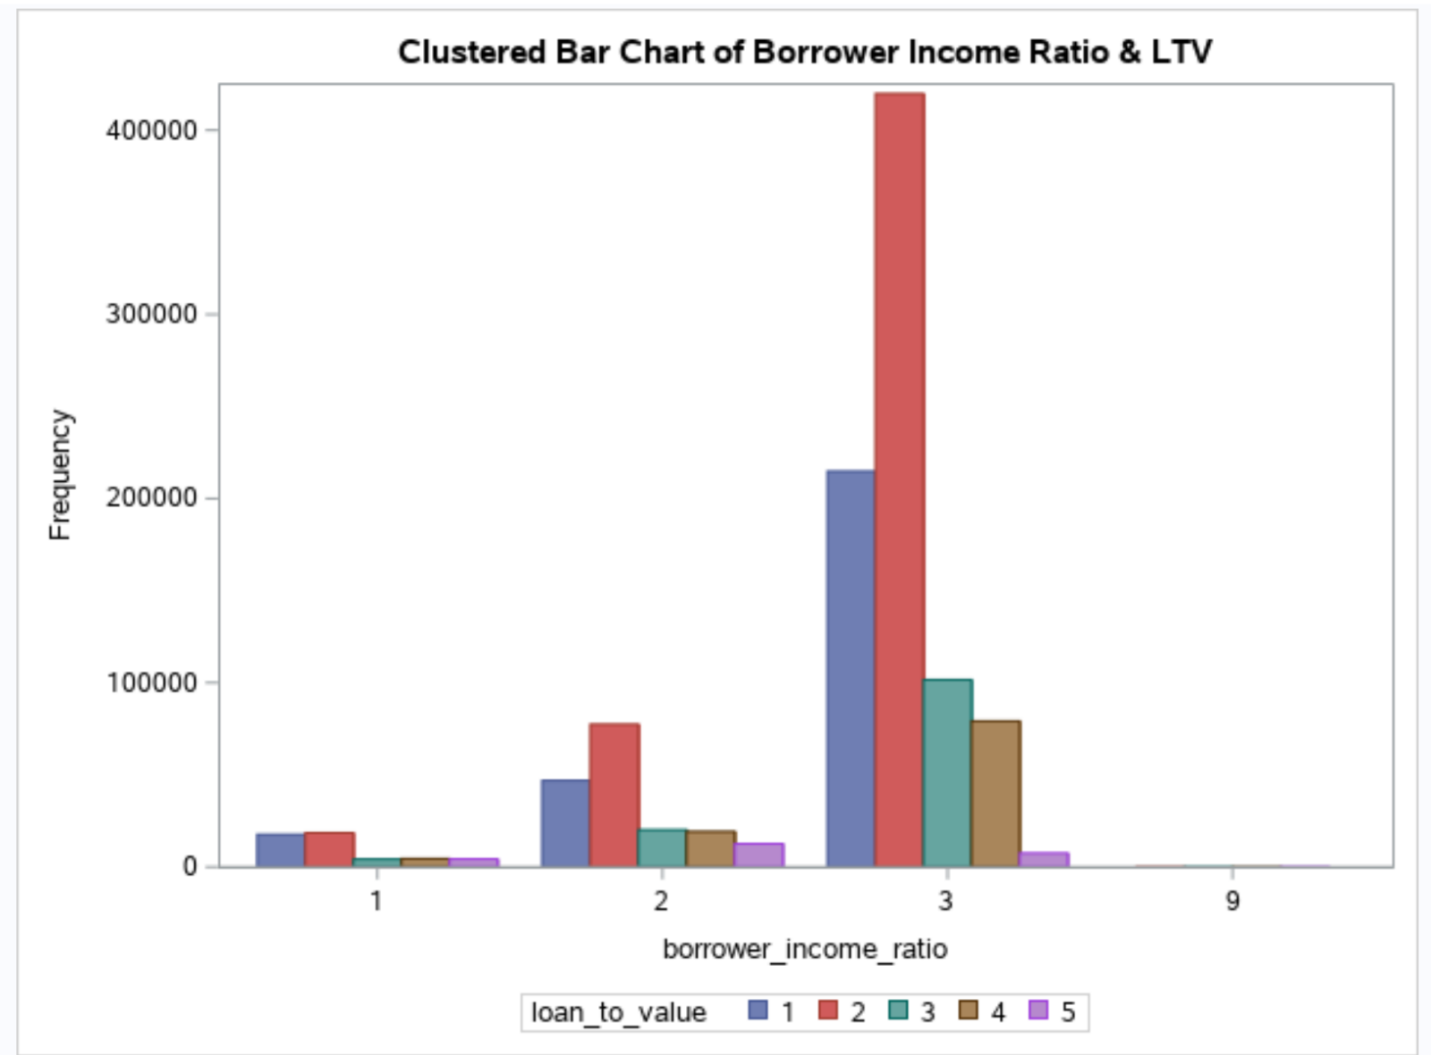 Clustered Bar Chart of Borrower Income Ratio & LTV
400000
300000
200000
100000
0
Frequency
1 2 3 9
borrower_income_ratio
loan_to_value 1 2 3 4 5